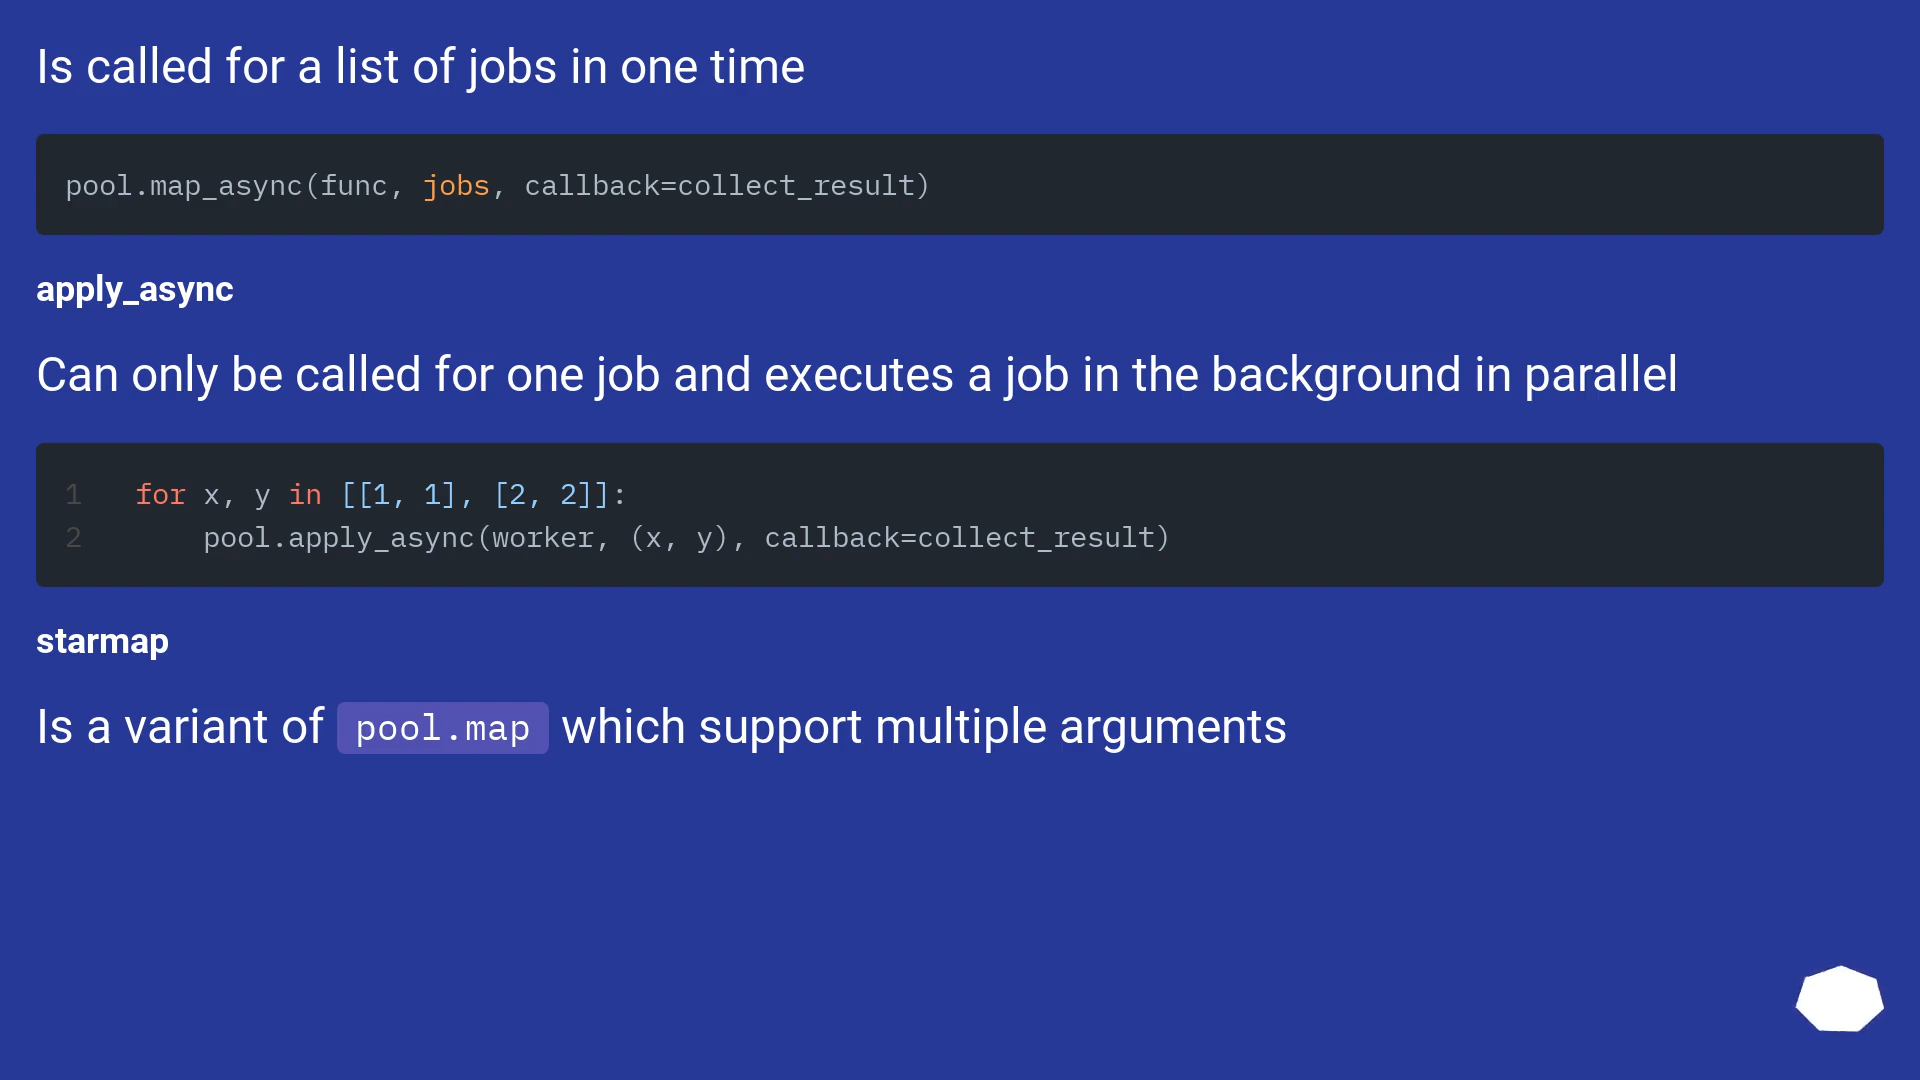 Is called for a list of jobs in one time
pool.map_async(func, jobs, callback=collect_result)
apply_async
Can only be called for one job and executes a job in the background in parallel
1 for x, y in [[1, 1], [2, 2]]:
2     pool.apply_async(worker, (x, y), callback=collect_result)
starmap
Is a variant of pool.map which support multiple arguments